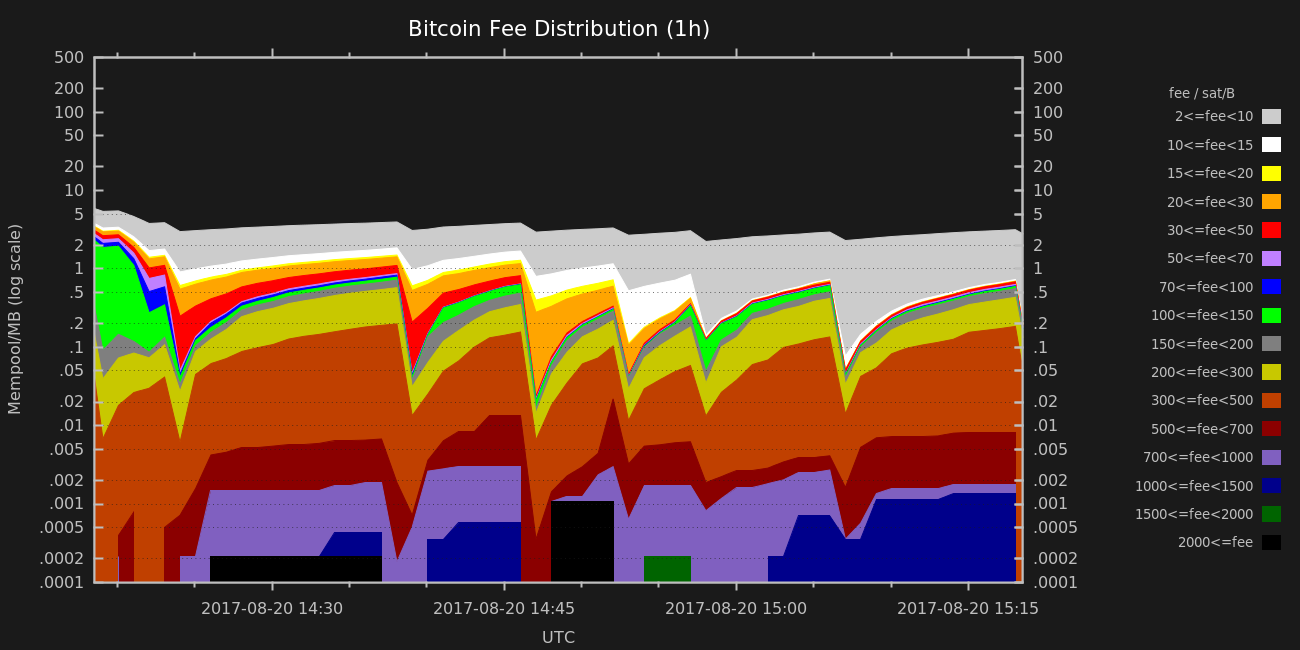 Bitcoin Fee Distribution (1h)
500 500
200 200
100 100
50 50
20 20
10 10
5 5
2 2
1 1
.5 .5
.2 .2
.1 .1
.05 .05
.02 .02
.01 .01
.005 .005
.002 .002
.001 .001
.0005 .0005
.0002 .0002
.0001 .0001
Mempool/MB (log scale)
2017-08-20 14:30 2017-08-20 14:45 2017-08-20 15:00 2017-08-20 15:15
UTC
fee / sat/B
2<=fee<10
10<=fee<15
15<=fee<20
20<=fee<30
30<=fee<50
50<=fee<70
70<=fee<100
100<=fee<150
150<=fee<200
200<=fee<300
300<=fee<500
500<=fee<700
700<=fee<1000
1000<=fee<1500
1500<=fee<2000
2000<=fee